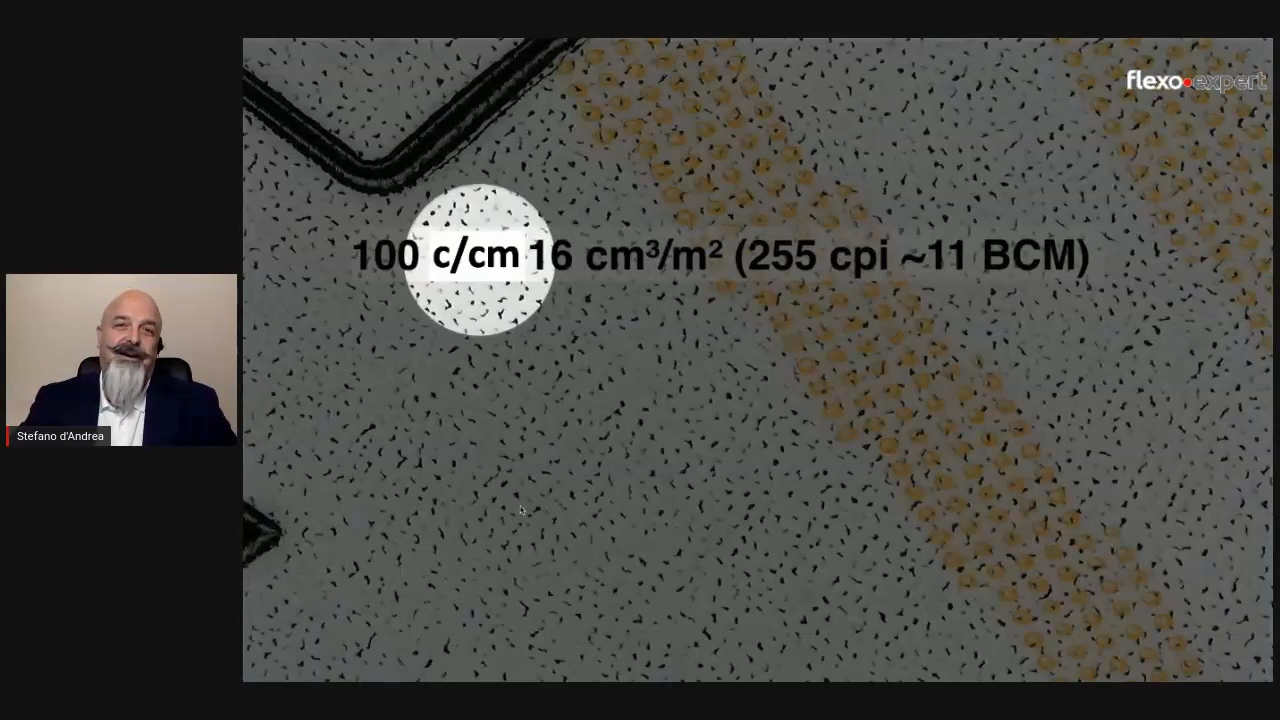 flexo•expert
100 c/cm 16 cm³/m² (255 cpi ~11 BCM)
Stefano d'Andrea